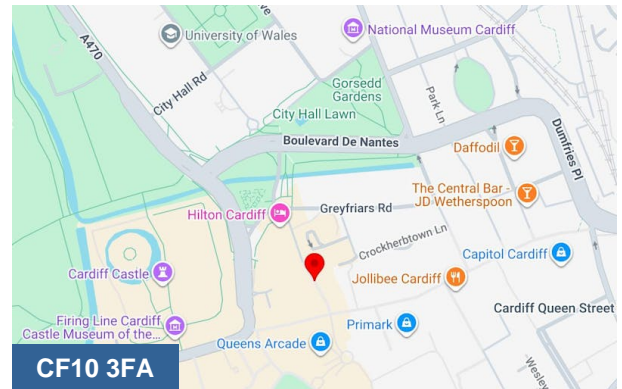 A470
University of Wales
National Museum Cardiff
City Hall Rd
Gorsedd
Gardens
City Hall Lawn
Park Ln
Boulevard De Nantes
Dumfries Pl
Daffodil
The Central Bar -
JD Wetherspoon
Hilton Cardiff
Greyfriars Rd
Crockherbtown Ln
Capitol Cardiff
Cardiff Castle
Jollibee Cardiff
Cardiff Queen Street
Firing Line Cardiff
Castle Museum of the...
Primark
Queens Arcade
CF10 3FA